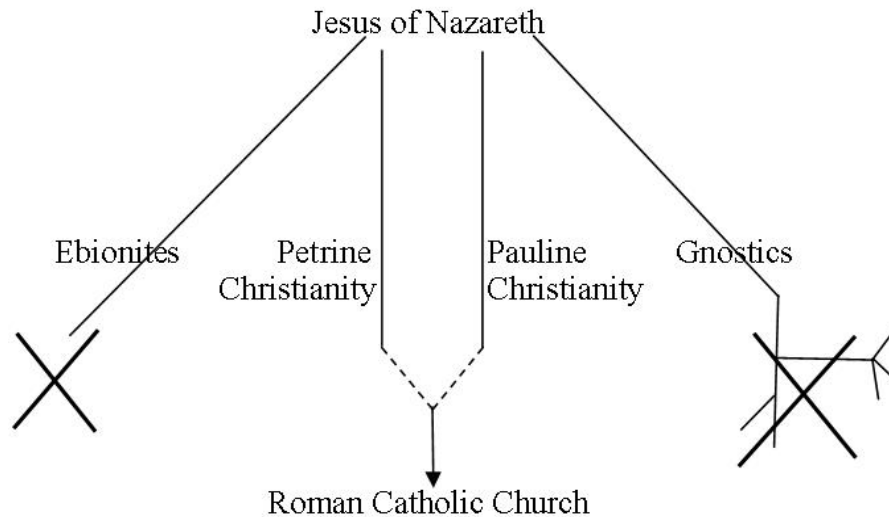 Jesus of Nazareth
Ebionites
Petrine
Christianity
Pauline
Christianity
Gnostics
Roman Catholic Church